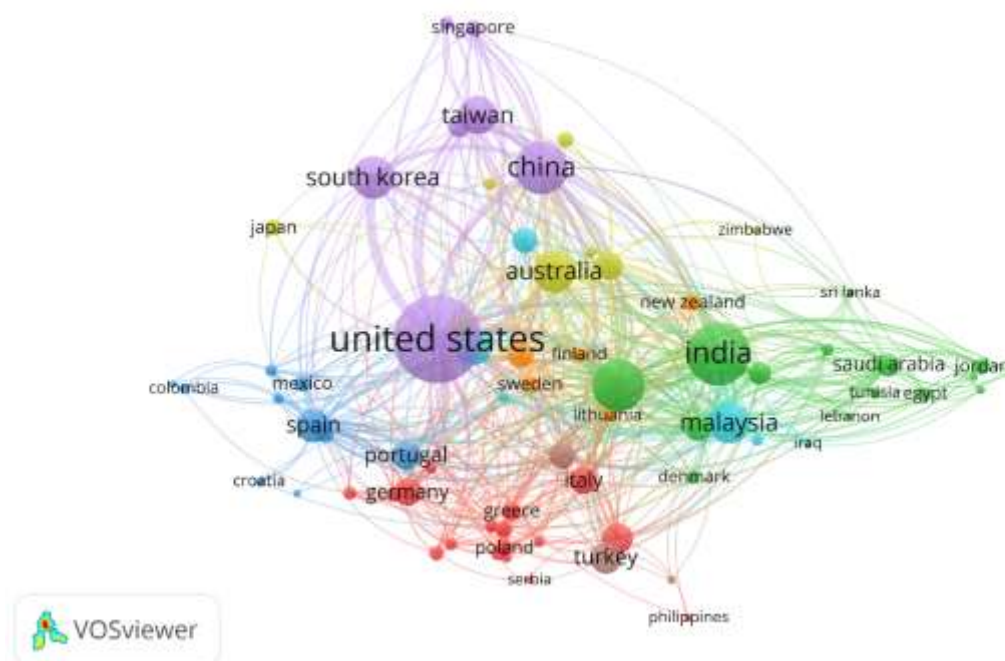 singapore
taiwan
china
south korea
japan
zimbabwe
australia
sri lanka
new zealand
united states
india
finland
saudi arabia
jordan
colombia
mexico
sweden
tunisia
egypt
lithuania
lebanon
spain
malaysia
iraq
portugal
croatia
germany
italy
denmark
greece
poland
turkey
serbia
philippines
VOSviewer